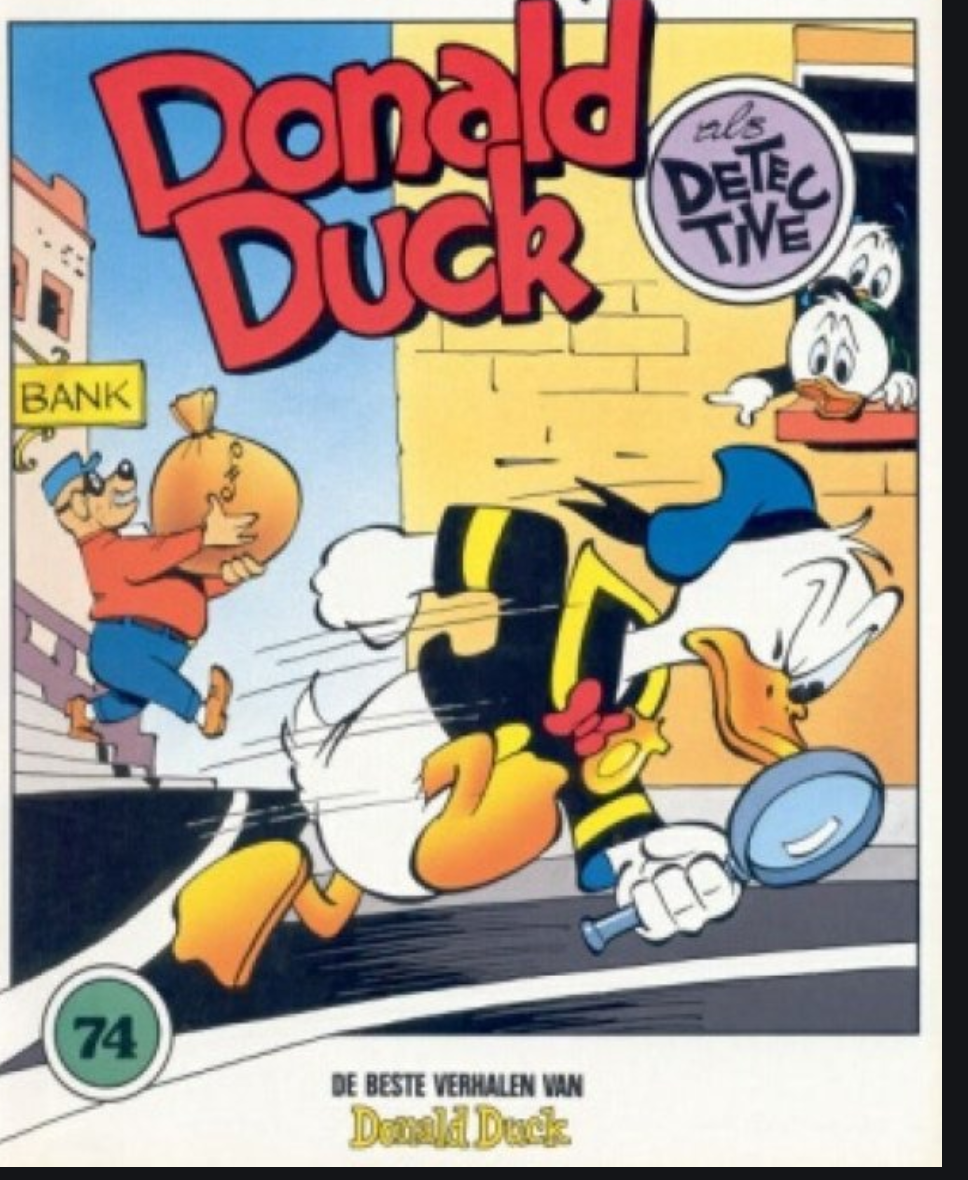 Donald
Duck
als
DETEC
TIVE
BANK
74
DE BESTE VERHALEN VAN
Donald Duck